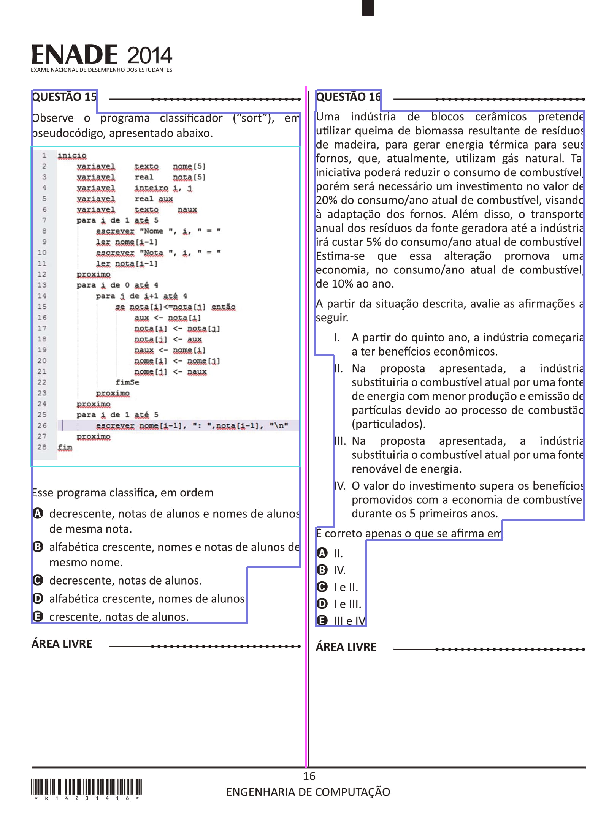 ENADE 2014
EXAME NACIONAL DE DESEMPENHO DOS ESTUDANTES
QUESTÃO 15
Observe o programa classificador ("sort"), em
pseudocódigo, apresentado abaixo.
1 inicio
2 variavel texto nome[5]
3 variavel real nota[5]
4 variavel inteiro i, j
5 variavel real aux
6 variavel texto naux
7 para i de 1 até 5
8 escrever "Nome ", i, " = "
9 ler nome[i-1]
10 escrever "Nota ", i, " = "
11 ler nota[i-1]
12 proximo
13 para i de 0 até 4
14 para j de i+1 até 4
15 se nota[i]<=nota[j] então
16 aux <- nota[i]
17 nota[i] <- nota[j]
18 nota[j] <- aux
19 naux <- nome[i]
20 nome[i] <- nome[j]
21 nome[j] <- naux
22 fimSe
23 proximo
24 proximo
25 para i de 1 até 5
26 escrever nome[i-1], ": ",nota[i-1], "\n"
27 proximo
28 fim
Esse programa classifica, em ordem
A decrescente, notas de alunos e nomes de alunos
de mesma nota.
B alfabética crescente, nomes e notas de alunos de
mesmo nome.
C decrescente, notas de alunos.
D alfabética crescente, nomes de alunos
E crescente, notas de alunos.
ÁREA LIVRE
QUESTÃO 16
Uma indústria de blocos cerâmicos pretende
utilizar queima de biomassa resultante de resíduos
de madeira, para gerar energia térmica para seus
fornos, que, atualmente, utilizam gás natural. Tal
iniciativa poderá reduzir o consumo de combustível,
porém será necessário um investimento no valor de
20% do consumo/ano atual de combustível, visando
à adaptação dos fornos. Além disso, o transporte
anual dos resíduos da fonte geradora até a indústria
irá custar 5% do consumo/ano atual de combustível.
Estima-se que essa alteração promova uma
economia, no consumo/ano atual de combustível,
de 10% ao ano.
A partir da situação descrita, avalie as afirmações a
seguir.
I. A partir do quinto ano, a indústria começaria
a ter benefícios econômicos.
II. Na proposta apresentada, a indústria
substituiria o combustível atual por uma fonte
de energia com menor produção e emissão de
partículas devido ao processo de combustão
(particulados).
III. Na proposta apresentada, a indústria
substituiria o combustível atual por uma fonte
renovável de energia.
IV. O valor do investimento supera os benefícios
promovidos com a economia de combustível
durante os 5 primeiros anos.
É correto apenas o que se afirma em
A II.
B IV.
C I e II.
D I e III.
E III e IV
ÁREA LIVRE
16
ENGENHARIA DE COMPUTAÇÃO